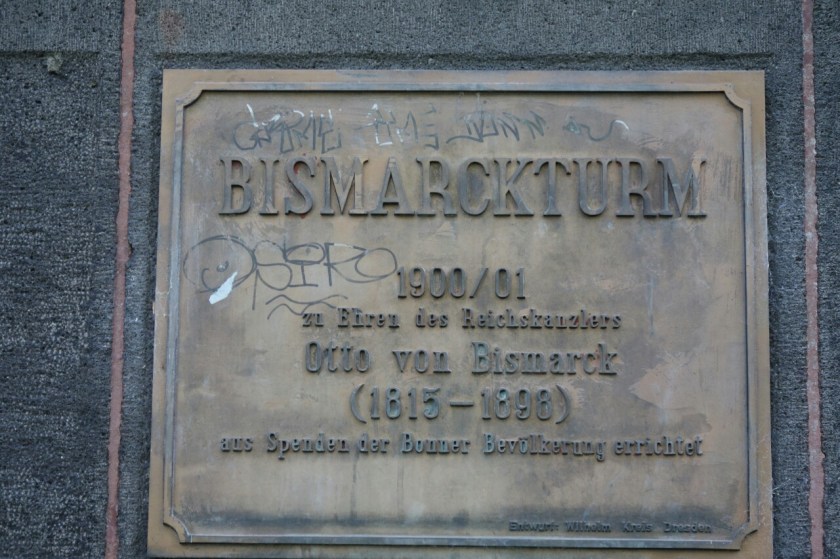 BISMARCKTURM
OSIRO
1900/01
zu Ehren des Reichskanzlers
Otto von Bismarck
(1815-1898)
aus Spenden der Bonner Bevölkerung errichtet
Entwurf: Wilhelm Kreis Dresden